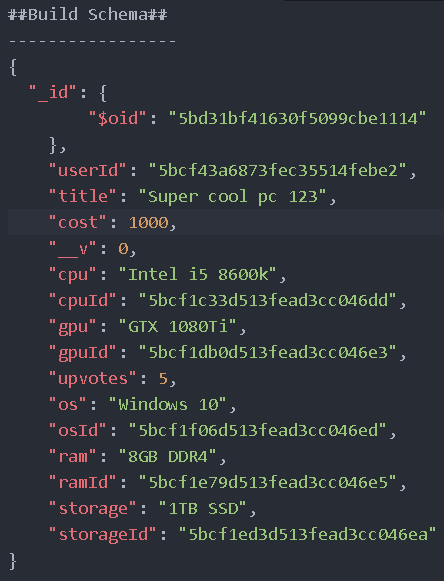 ##Build Schema##
-----------------
{
  "_id": {
        "$oid": "5bd31bf41630f5099cbe1114"
    },
    "userId": "5bcf43a6873fec35514febe2",
    "title": "Super cool pc 123",
    "cost": 1000,
    "__v": 0,
    "cpu": "Intel i5 8600k",
    "cpuId": "5bcf1c33d513fead3cc046dd",
    "gpu": "GTX 1080Ti",
    "gpuId": "5bcf1db0d513fead3cc046e3",
    "upvotes": 5,
    "os": "Windows 10",
    "osId": "5bcf1f06d513fead3cc046ed",
    "ram": "8GB DDR4",
    "ramId": "5bcf1e79d513fead3cc046e5",
    "storage": "1TB SSD",
    "storageId": "5bcf1ed3d513fead3cc046ea"
}